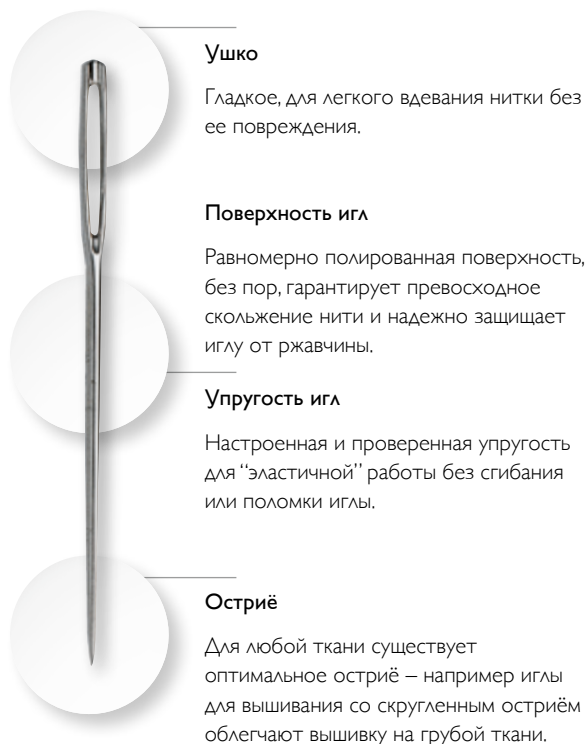 Ушко
Гладкое, для легкого вдевания нитки без
ее повреждения.
Поверхность игл
Равномерно полированная поверхность,
без пор, гарантирует превосходное
скольжение нити и надежно защищает
иглу от ржавчины.
Упругость игл
Настроенная и проверенная упругость
для “эластичной” работы без сгибания
или поломки иглы.
Остриё
Для любой ткани существует
оптимальное остриё – например иглы
для вышивания со скругленным остриём
облегчают вышивку на грубой ткани.